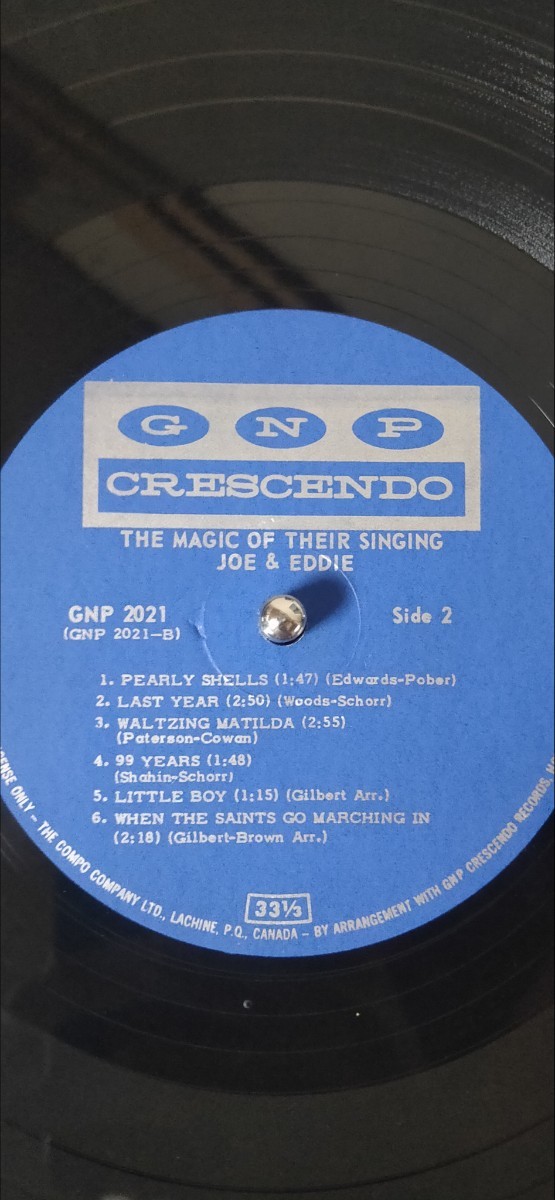 G N P
CRESCENDO
THE MAGIC OF THEIR SINGING
JOE & EDDIE
GNP 2021
(GNP 2021-B)
Side 2
1. PEARLY SHELLS (1:47) (Edwards-Pober)
2. LAST YEAR (2:50) (Woods-Schorr)
3. WALTZING MATILDA (2:55)
(Paterson-Cowan)
4. 99 YEARS (1:48)
(Shahin-Schorr)
5. LITTLE BOY (1:15) (Gilbert Arr.)
6. WHEN THE SAINTS GO MARCHING IN
(2:18) (Gilbert-Brown Arr.)
33⅓
ONLY – THE COMPO COMPANY LTD., LACHINE, P.Q., CANADA – BY ARRANGEMENT WITH GNP CRESCENDO RECORDS,